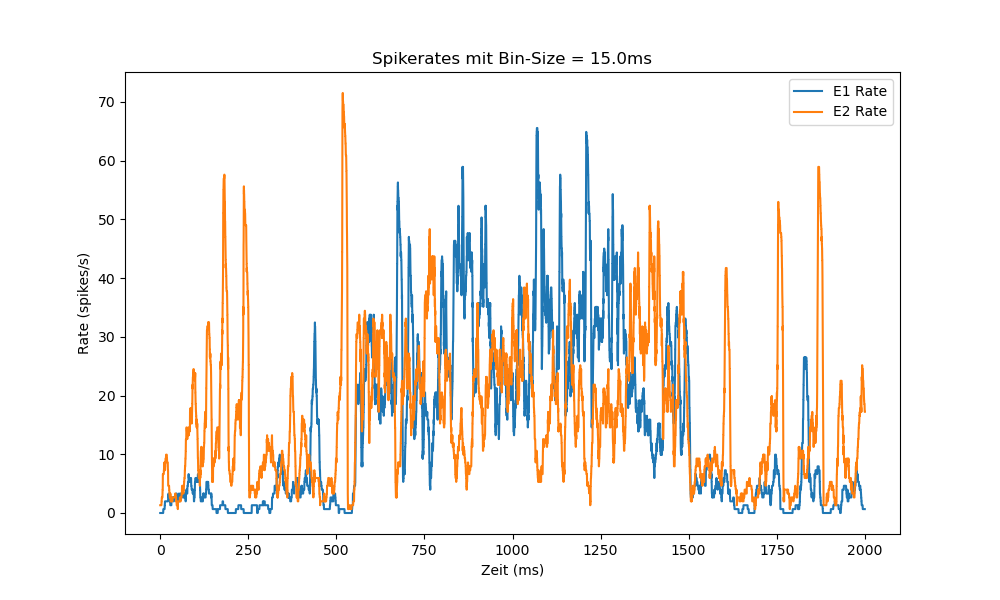 Spikerates mit Bin-Size = 15.0ms
E1 Rate
E2 Rate
Rate (spikes/s)
70
60
50
40
30
20
10
0
0 250 500 750 1000 1250 1500 1750 2000
Zeit (ms)